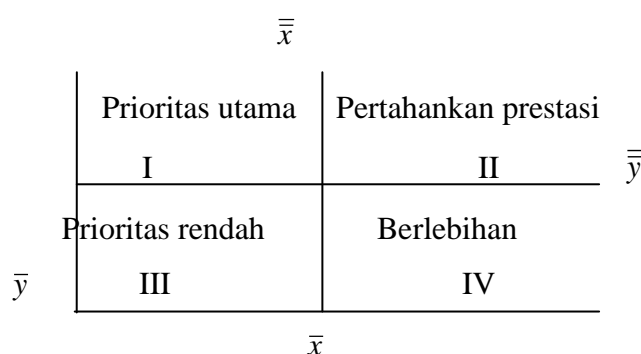 x̿
Prioritas utama Pertahankan prestasi
I II y̿
Prioritas rendah Berlebihan
y̅ III IV
x̅